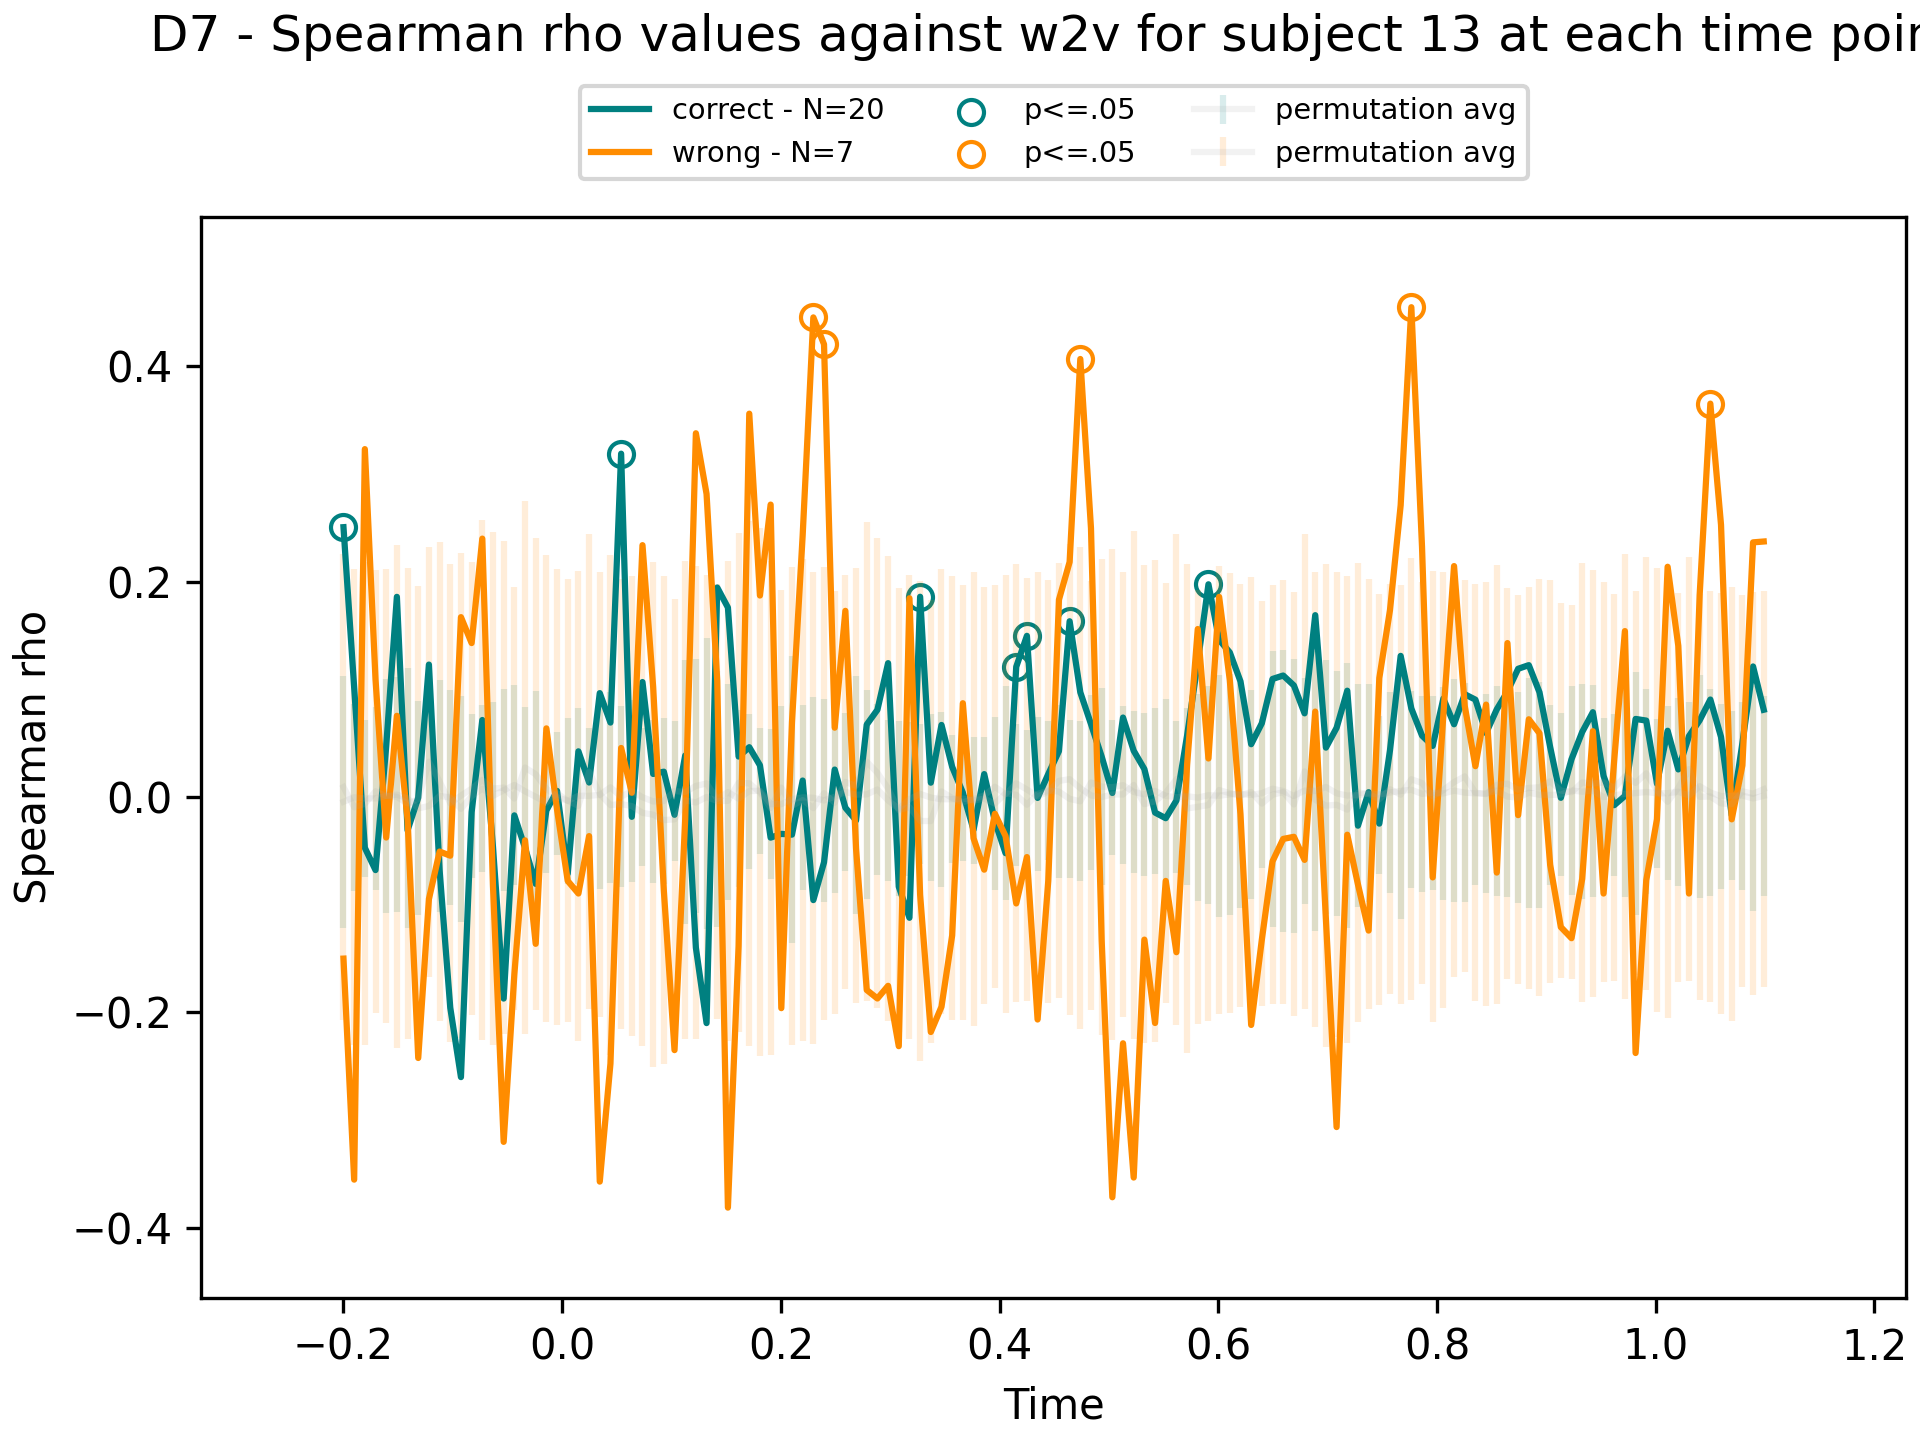 D7 - Spearman rho values against w2v for subject 13 at each time poin
correct - N=20 p<=.05 permutation avg
wrong - N=7 p<=.05 permutation avg
Spearman rho
0.4
0.2
0.0
−0.2
−0.4
−0.2 0.0 0.2 0.4 0.6 0.8 1.0 1.2
Time